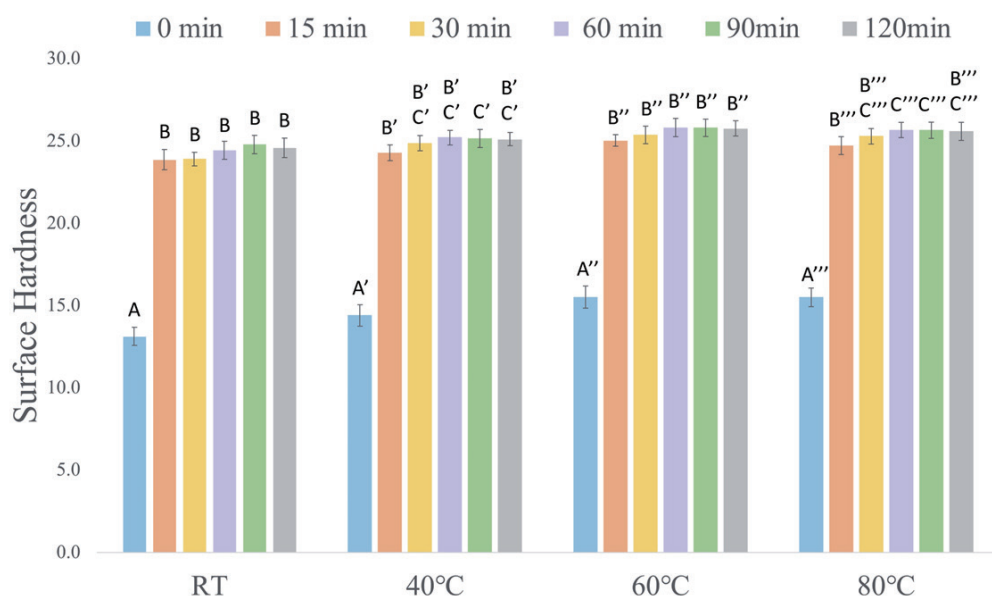 0 min 15 min 30 min 60 min 90min 120min
30.0
25.0
20.0
15.0
10.0
5.0
0.0
Surface Hardness
A B B B B B
A’ B’ B’ C’ B’ C’ C’ B’ C’
A’’ B’’ B’’ B’’ B’’ B’’
A’’’ B’’’ B’’’ C’’’ C’’’ C’’’ B’’’ C’’’
RT 40°C 60°C 80°C